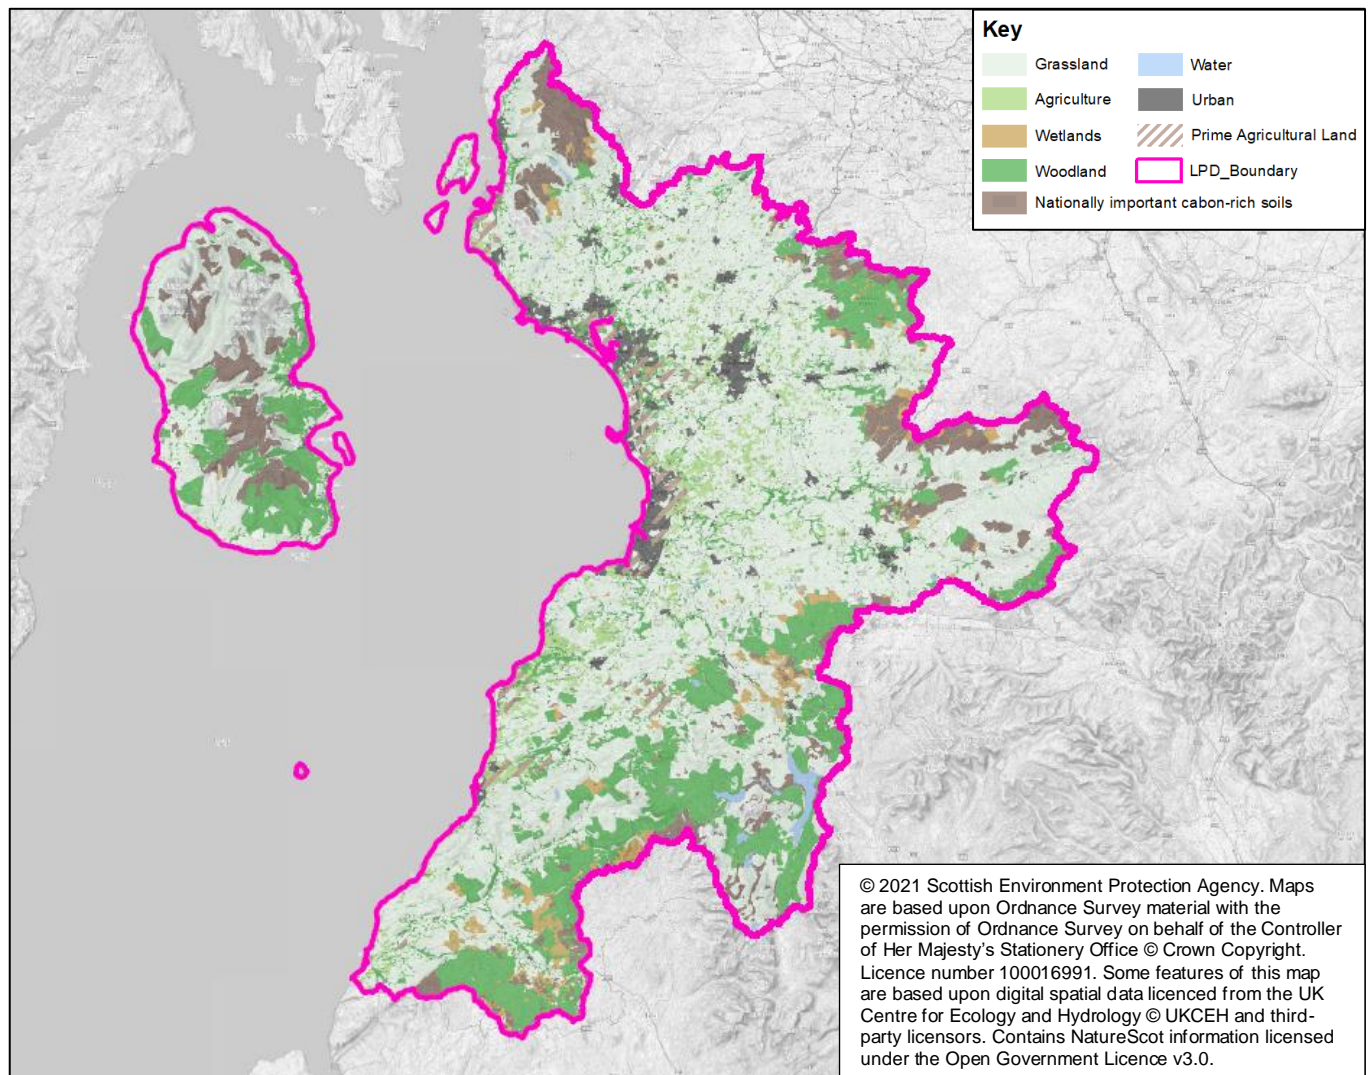 Key
Grassland
Water
Agriculture
Urban
Wetlands
Prime Agricultural Land
Woodland
LPD_Boundary
Nationally important cabon-rich soils
© 2021 Scottish Environment Protection Agency. Maps
are based upon Ordnance Survey material with the
permission of Ordnance Survey on behalf of the Controller
of Her Majesty's Stationery Office © Crown Copyright.
Licence number 100016991. Some features of this map
are based upon digital spatial data licenced from the UK
Centre for Ecology and Hydrology © UKCEH and third-
party licensors. Contains NatureScot information licensed
under the Open Government Licence v3.0.